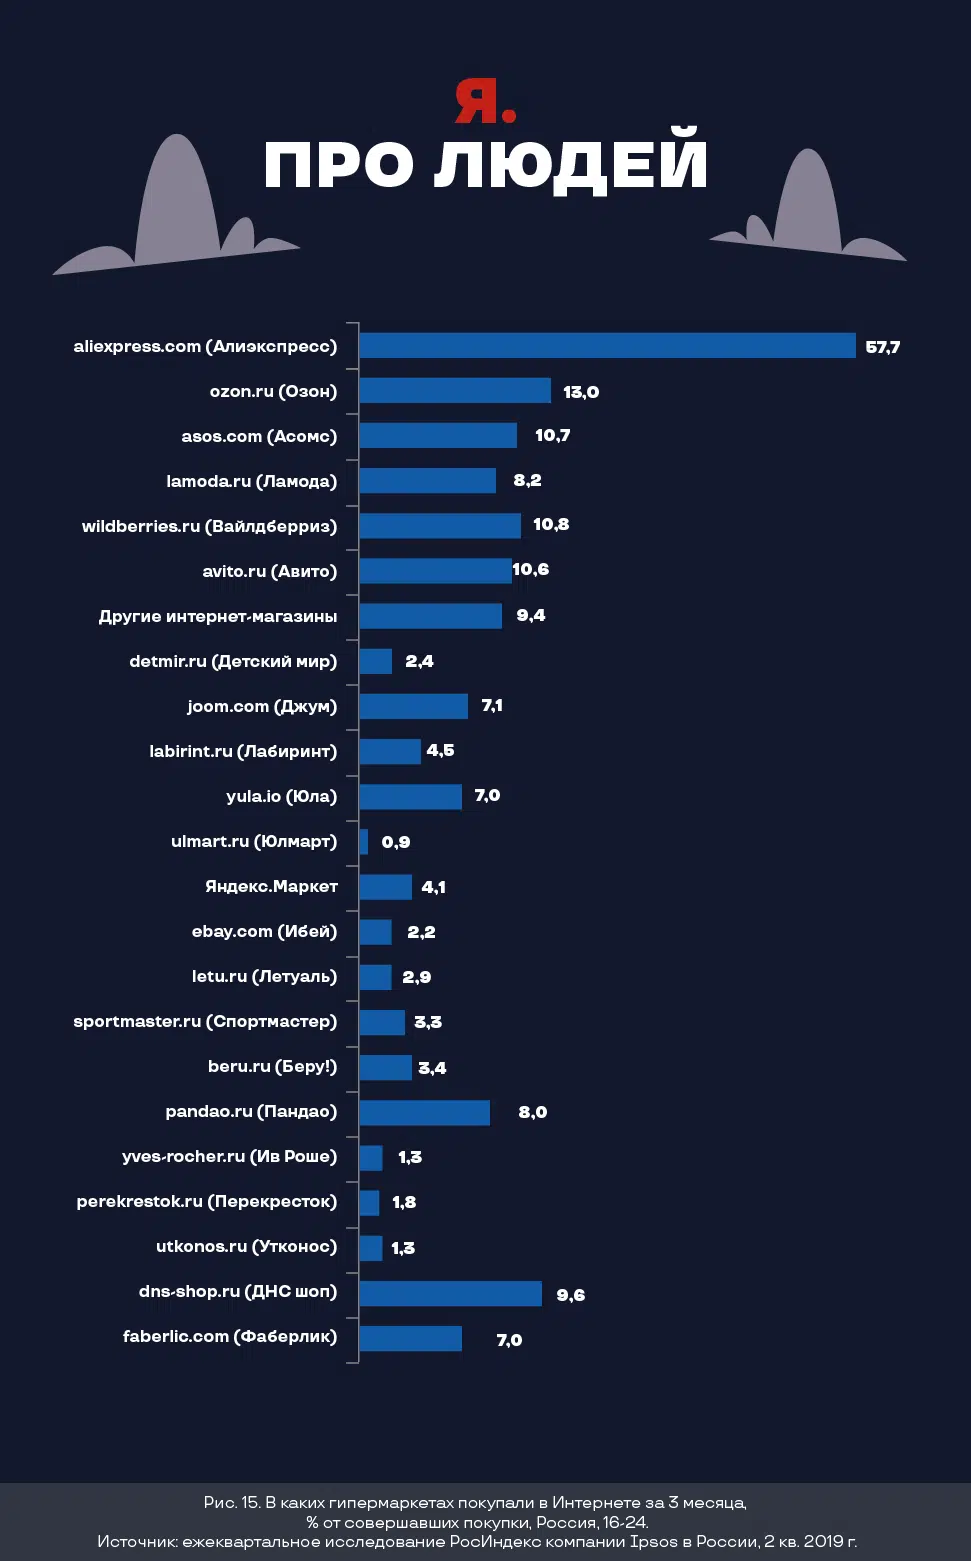 Я.
ПРО ЛЮДЕЙ
aliexpress.com (Алиэкспресс) 57,7
ozon.ru (Озон) 13,0
asos.com (Асомс) 10,7
lamoda.ru (Ламода) 8,2
wildberries.ru (Вайлдберриз) 10,8
avito.ru (Авито) 10,6
Другие интернет-магазины 9,4
detmir.ru (Детский мир) 2,4
joom.com (Джум) 7,1
labirint.ru (Лабиринт) 4,5
yula.io (Юла) 7,0
ulmart.ru (Юлмарт) 0,9
Яндекс.Маркет 4,1
ebay.com (Ибей) 2,2
letu.ru (Летуаль) 2,9
sportmaster.ru (Спортмастер) 3,3
beru.ru (Беру!) 3,4
pandao.ru (Пандао) 8,0
yves-rocher.ru (Ив Роше) 1,3
perekrestok.ru (Перекресток) 1,8
utkonos.ru (Утконос) 1,3
dns-shop.ru (ДНС шоп) 9,6
faberlic.com (Фаберлик) 7,0
Рис. 15. В каких гипермаркетах покупали в Интернете за 3 месяца,
% от совершавших покупки, Россия, 16-24.
Источник: ежеквартальное исследование РосИндекс компании Ipsos в России, 2 кв. 2019 г.